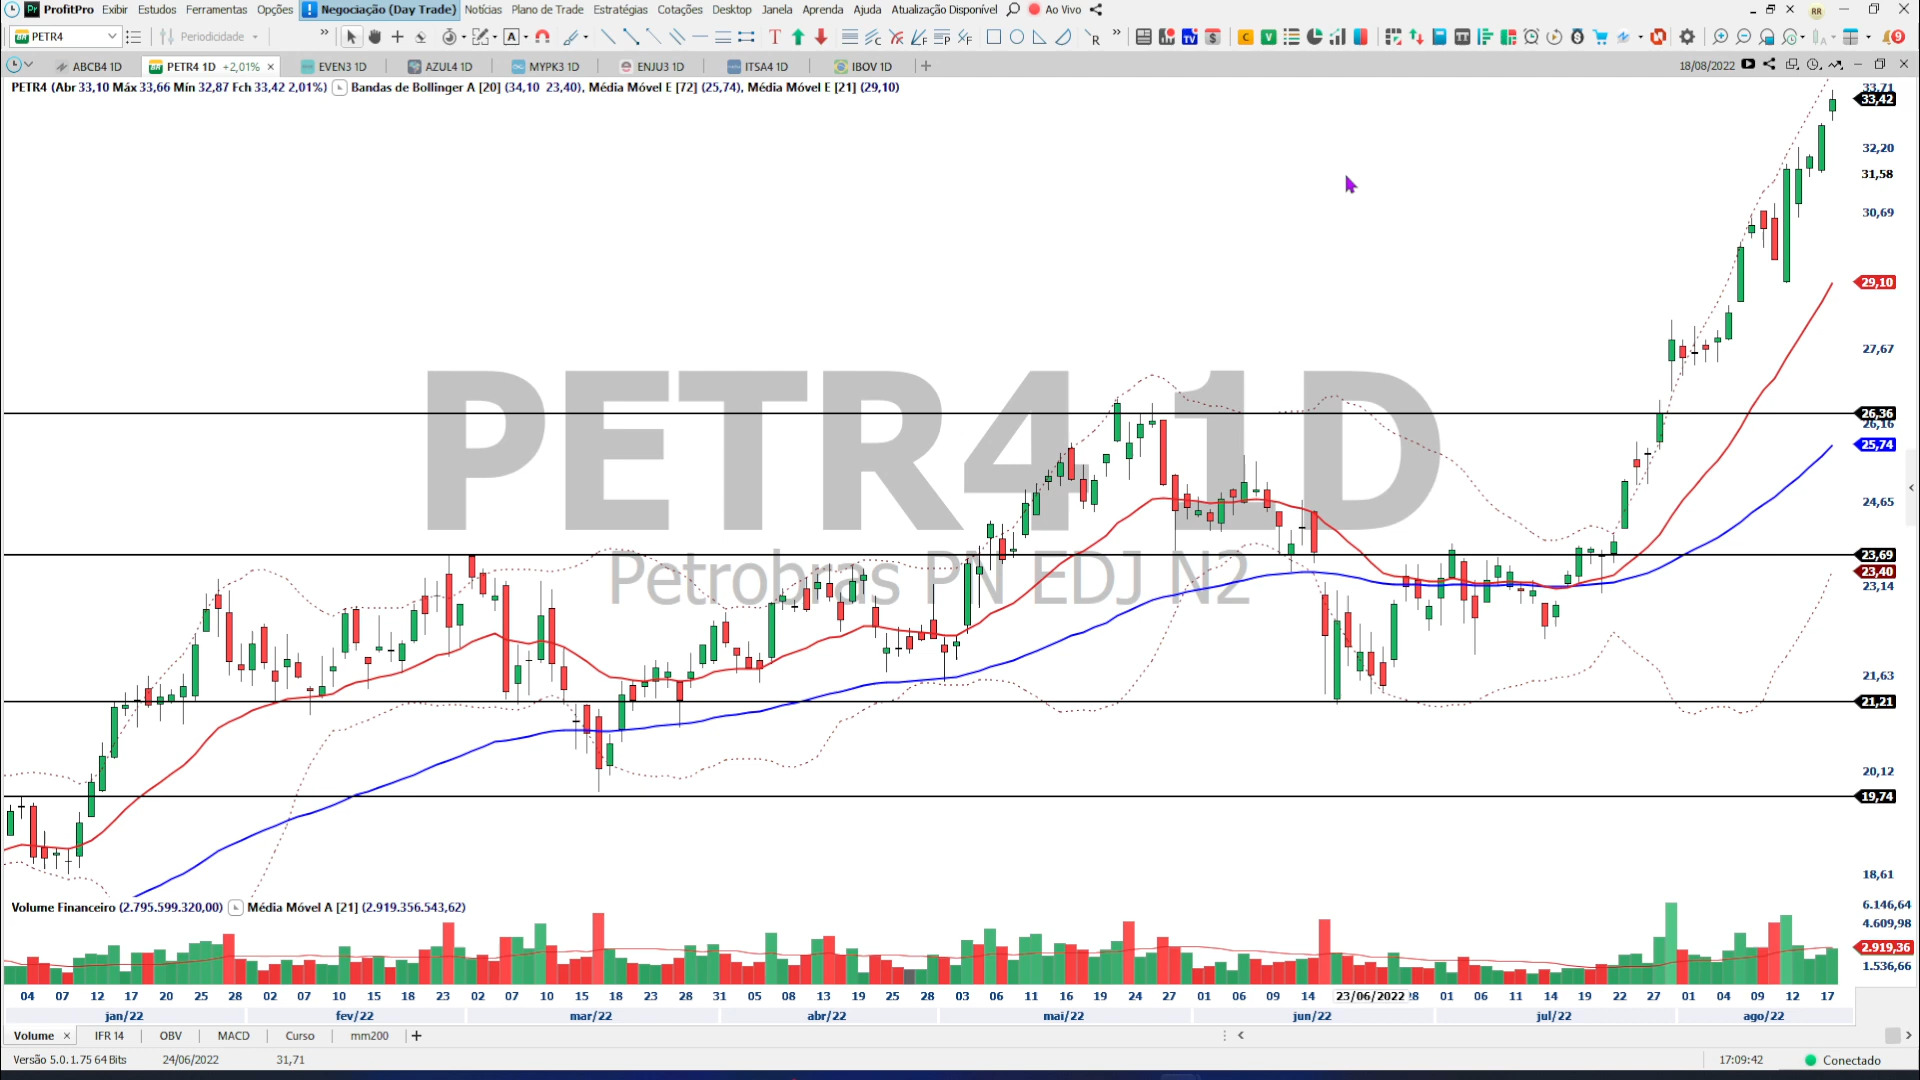 ProfitPro Exibir Estudos Ferramentas Opções ! Negociação (Day Trade) Notícias Plano de Trade Estratégias Cotações Desktop Janela Aprenda Ajuda Atualização Disponível Ao Vivo RR
PETR4 Periodicidade
ABCB4 1D PETR4 1D +2,01% EVEN3 1D AZUL4 1D MYPK3 1D ENJU3 1D ITSA4 1D IBOV 1D 18/08/2022
PETR4 (Abr 33,10 Máx 33,66 Mín 32,87 Fch 33,42 2,01%) Bandas de Bollinger A [20] (34,10 23,40), Média Móvel E [72] (25,74), Média Móvel E [21] (29,10)
33,71
33,42
32,20
31,58
30,69
29,10
27,67
PETR4 1D
Petrobras PN EDJ N2
26,36
26,16
25,74
24,65
23,69
23,40
23,14
21,63
21,21
20,12
19,74
18,61
Volume Financeiro (2.795.599.320,00) Média Móvel A [21] (2.919.356.543,62)
6.146,64
4.609,98
2.919,36
1.536,66
04 07 12 17 20 25 28 02 07 10 15 18 23 02 07 10 15 18 23 28 31 05 08 13 19 25 28 03 06 11 16 19 24 27 01 06 09 14 23/06/2022 01 06 11 14 19 22 27 01 04 09 12 17
jan/22 fev/22 mar/22 abr/22 mai/22 jun/22 jul/22 ago/22
Volume IFR 14 OBV MACD Curso mm200
Versão 5.0.1.75 64 Bits 24/06/2022 31,71 17:09:42 Conectado